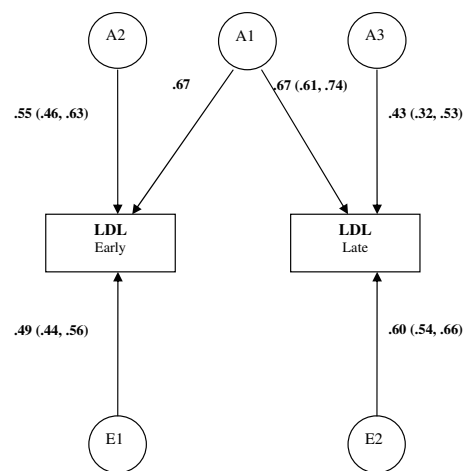 A2
A1
A3
.55 (.46, .63)
.67
.67 (.61, .74)
.43 (.32, .53)
LDL
Early
LDL
Late
.49 (.44, .56)
.60 (.54, .66)
E1
E2